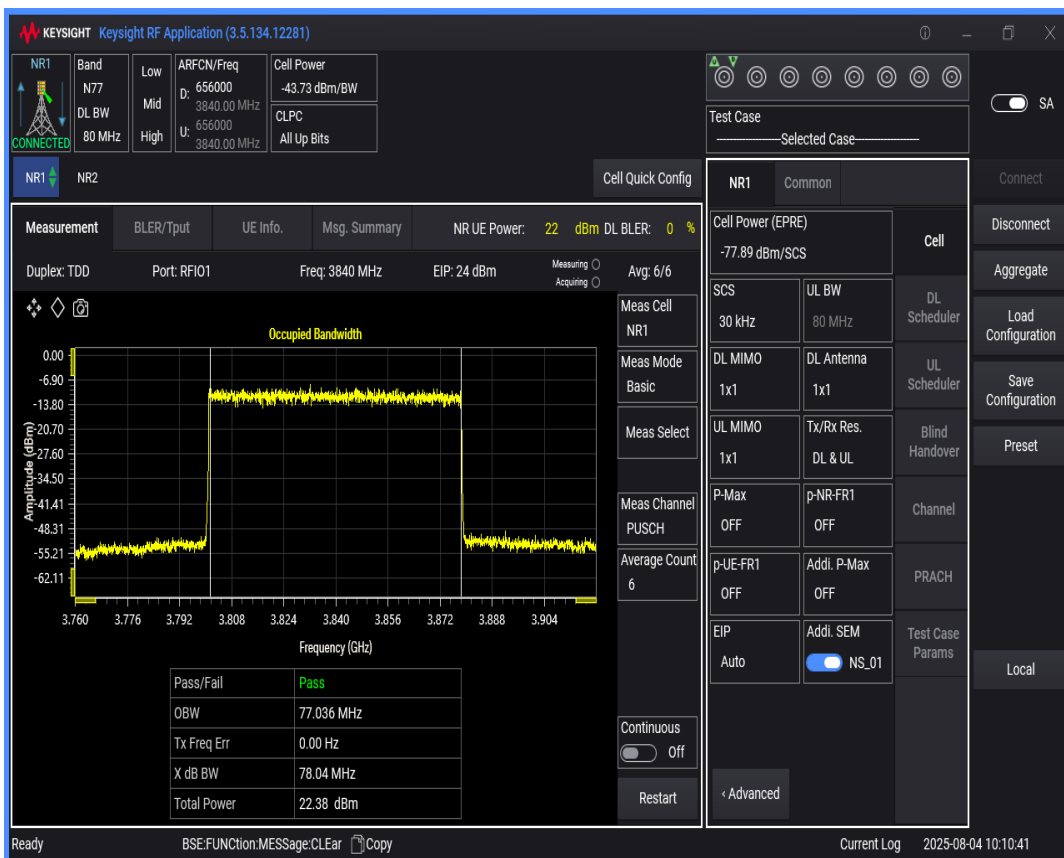 KEYSIGHT Keysight RF Application (3.5.134.12281)
NR1
CONNECTED
Band
N77
DL BW
80 MHz
Low
Mid
High
ARFCN/Freq
D: 656000
3840.00 MHz
U: 656000
3840.00 MHz
Cell Power
-43.73 dBm/BW
CLPC
All Up Bits
Test Case
Selected Case
SA
NR1
NR2
Cell Quick Config
Measurement
BLER/Tput
UE Info.
Msg. Summary
NR UE Power: 22 dBm DL BLER: 0 %
Duplex: TDD
Port: RFIO1
Freq: 3840 MHz
EIP: 24 dBm
Measuring
Acquiring
Avg: 6/6
Occupied Bandwidth
Amplitude (dBm)
0.00
-6.90
-13.80
-20.70
-27.60
-34.50
-41.41
-48.31
-55.21
-62.11
3.760 3.776 3.792 3.808 3.824 3.840 3.856 3.872 3.888 3.904
Frequency (GHz)
Pass/Fail Pass
OBW 77.036 MHz
Tx Freq Err 0.00 Hz
X dB BW 78.04 MHz
Total Power 22.38 dBm
Meas Cell
NR1
Meas Mode
Basic
Meas Select
Meas Channel
PUSCH
Average Count
6
Continuous
Off
Restart
NR1
Common
Cell Power (EPRE)
-77.89 dBm/SCS
SCS
30 kHz
UL BW
80 MHz
DL MIMO
1x1
DL Antenna
1x1
UL MIMO
1x1
Tx/Rx Res.
DL & UL
P-Max
OFF
p-NR-FR1
OFF
p-UE-FR1
OFF
Addi. P-Max
OFF
EIP
Auto
Addi. SEM
NS_01
‹ Advanced
Cell
DL
Scheduler
UL
Scheduler
Blind
Handover
Channel
PRACH
Test Case
Params
Connect
Disconnect
Aggregate
Load
Configuration
Save
Configuration
Preset
Local
Ready
BSE:FUNCtion:MESSage:CLEar Copy
Current Log
2025-08-04 10:10:41